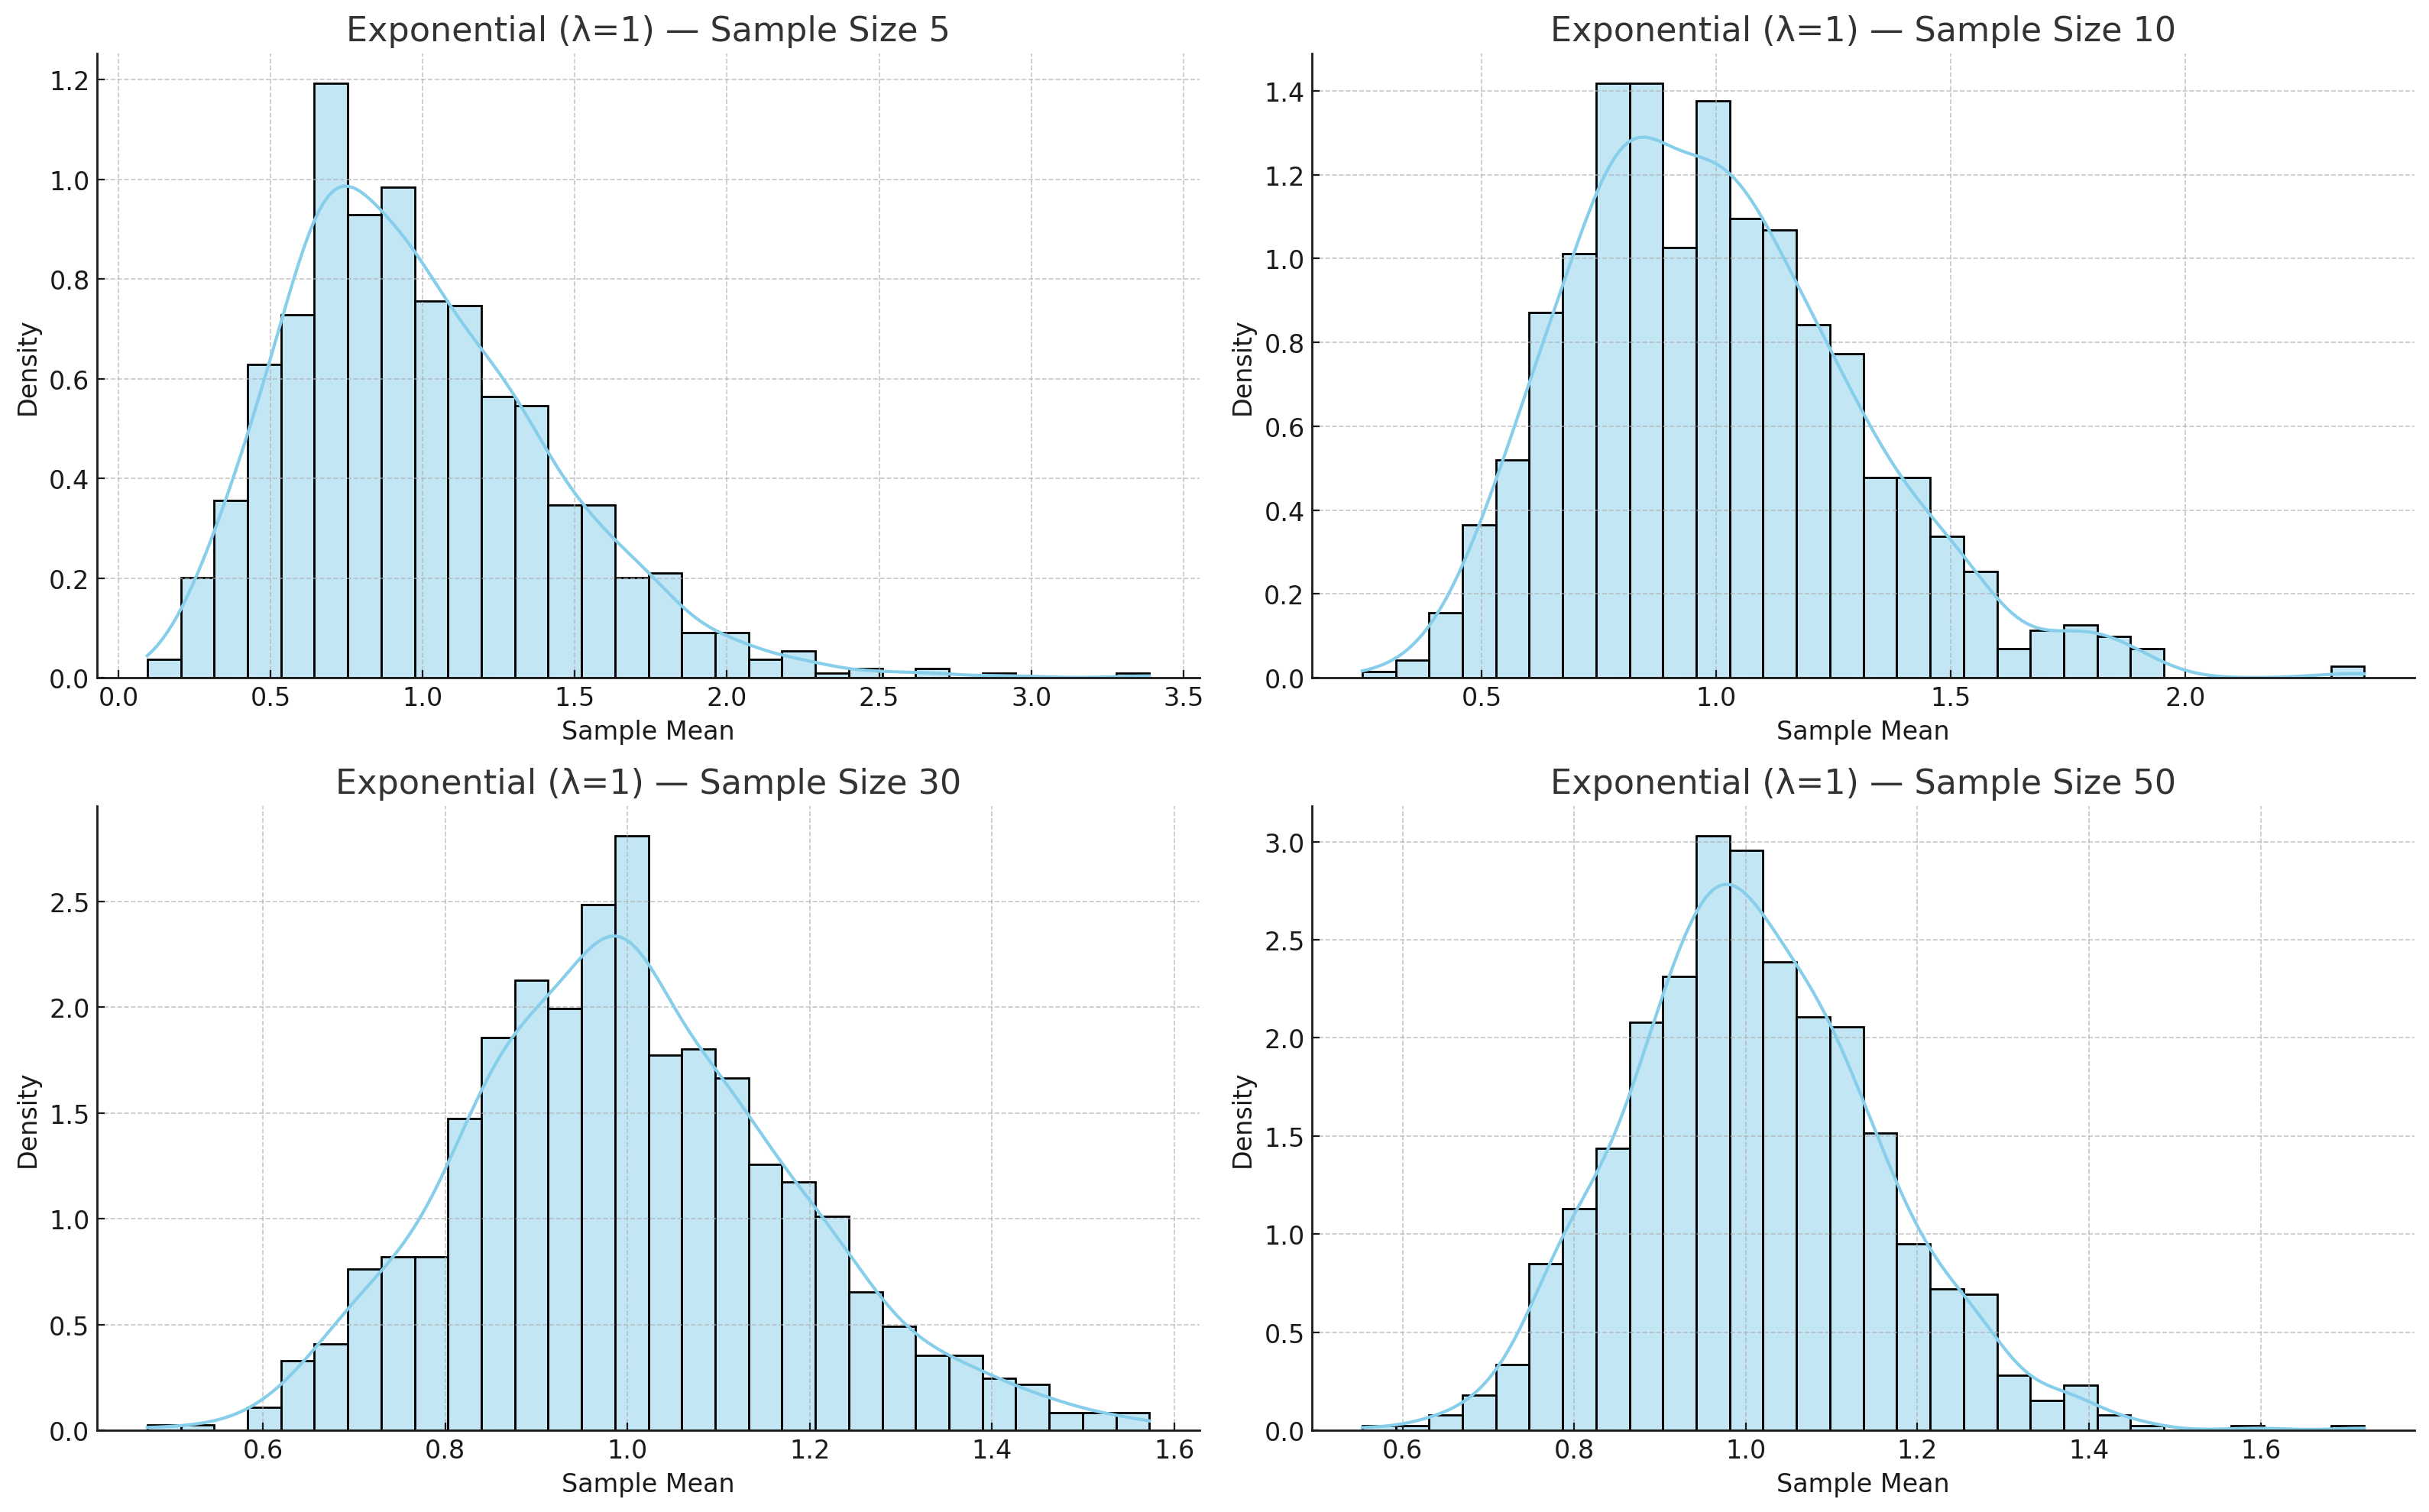 Exponential (λ=1) — Sample Size 5
Density
1.2
1.0
0.8
0.6
0.4
0.2
0.0
0.0 0.5 1.0 1.5 2.0 2.5 3.0 3.5
Sample Mean
Exponential (λ=1) — Sample Size 10
Density
1.4
1.2
1.0
0.8
0.6
0.4
0.2
0.0
0.5 1.0 1.5 2.0
Sample Mean
Exponential (λ=1) — Sample Size 30
Density
2.5
2.0
1.5
1.0
0.5
0.0
0.6 0.8 1.0 1.2 1.4 1.6
Sample Mean
Exponential (λ=1) — Sample Size 50
Density
3.0
2.5
2.0
1.5
1.0
0.5
0.0
0.6 0.8 1.0 1.2 1.4 1.6
Sample Mean